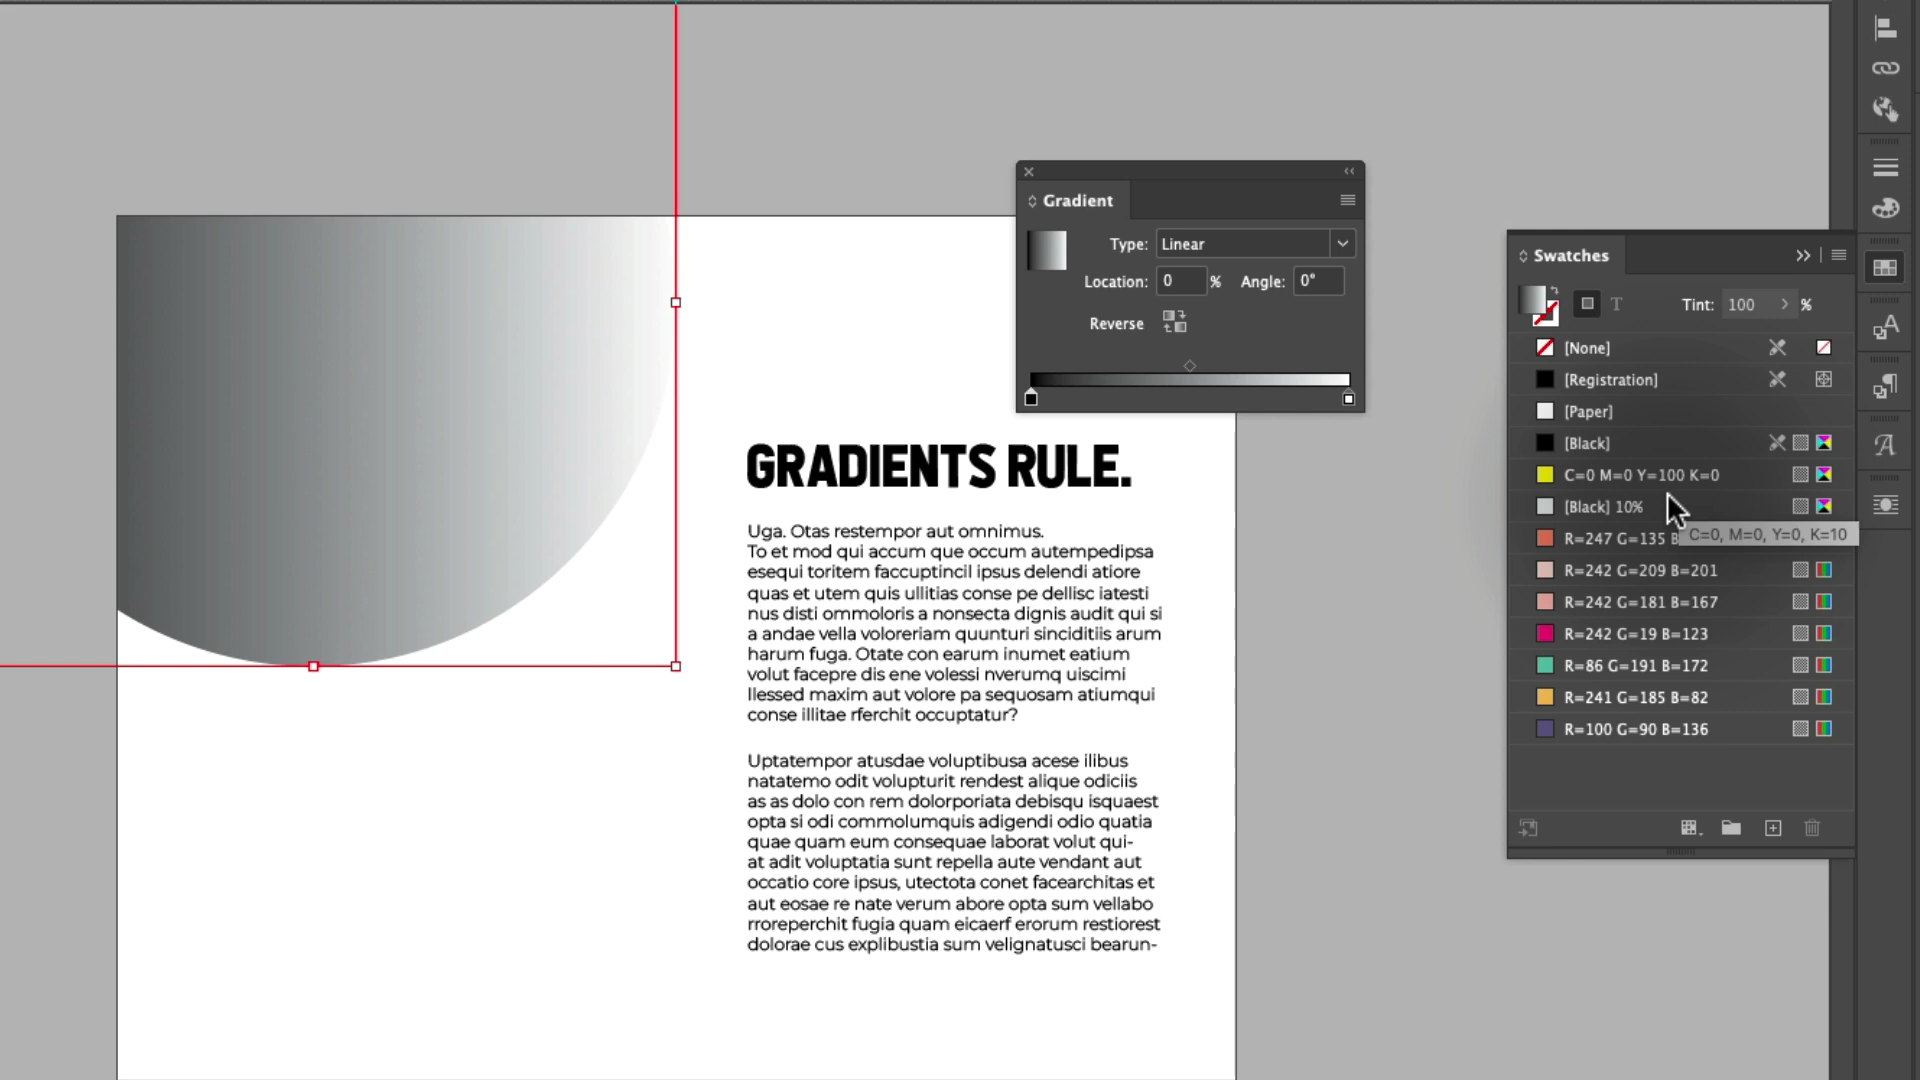 Gradient
Type: Linear
Location: 0 % Angle: 0°
Reverse
Swatches
T Tint: 100 > %
[None]
[Registration]
[Paper]
[Black]
C=0 M=0 Y=100 K=0
[Black] 10%
R=247 G=135 B
C=0, M=0, Y=0, K=10
R=242 G=209 B=201
R=242 G=181 B=167
R=242 G=19 B=123
R=86 G=191 B=172
R=241 G=185 B=82
R=100 G=90 B=136
GRADIENTS RULE.
Uga. Otas restempor aut omnimus.
To et mod qui accum que occum autempedipsa
esequi toritem faccuptincil ipsus delendi atiore
quas et utem quis ullitias conse pe dellisc iatesti
nus disti ommoloris a nonsecta dignis audit qui si
a andae vella voloreriam quunturi sinciditiis arum
harum fuga. Otate con earum inumet eatium
volut facepre dis ene volessi nverumq uiscimi
llessed maxim aut volore pa sequosam atiumqui
conse illitae rferchit occuptatur?
Uptatempor atusdae voluptibusa acese ilibus
natatemo odit volupturit rendest alique odiciis
as as dolo con rem dolorporiata debisqu isquaest
opta si odi commolumquis adigendi odio quatia
quae quam eum consequae laborat volut qui-
at adit voluptatia sunt repella aute vendant aut
occatio core ipsus, utectota conet facearchitas et
aut eosae re nate verum abore opta sum vellabo
rroreperchit fugia quam eicaerf erorum restiorest
dolorae cus explibustia sum velignatusci bearun-